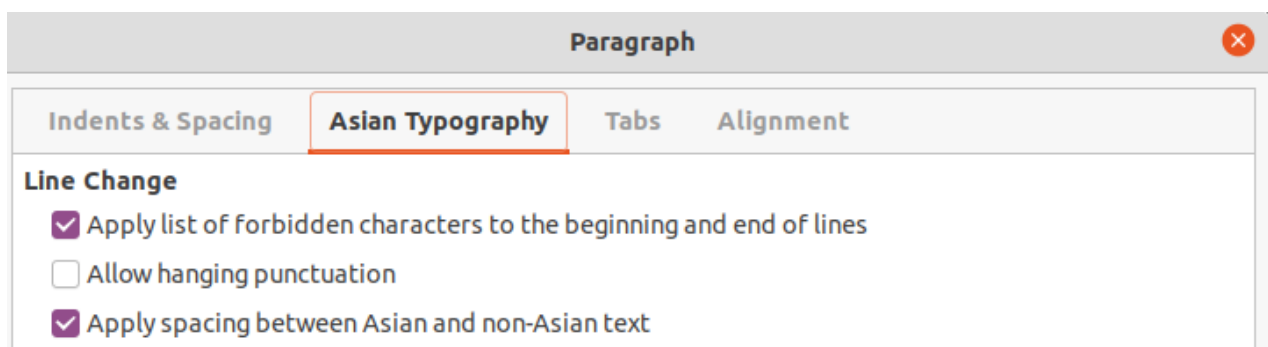 Paragraph
Indents & Spacing Asian Typography Tabs Alignment
Line Change
Apply list of forbidden characters to the beginning and end of lines
Allow hanging punctuation
Apply spacing between Asian and non-Asian text